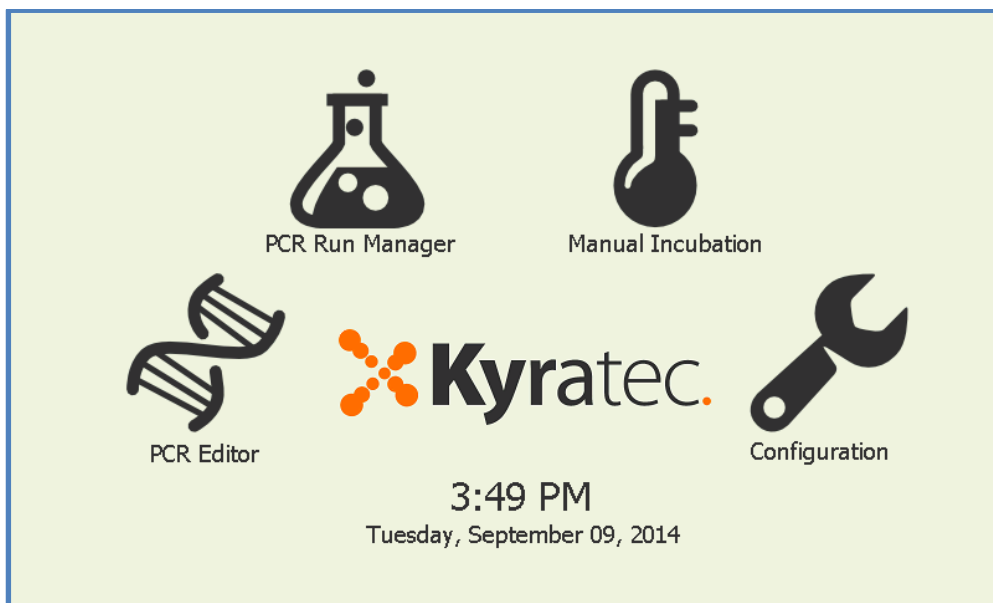 PCR Run Manager
Manual Incubation
Kyratec.
PCR Editor
Configuration
3:49 PM
Tuesday, September 09, 2014